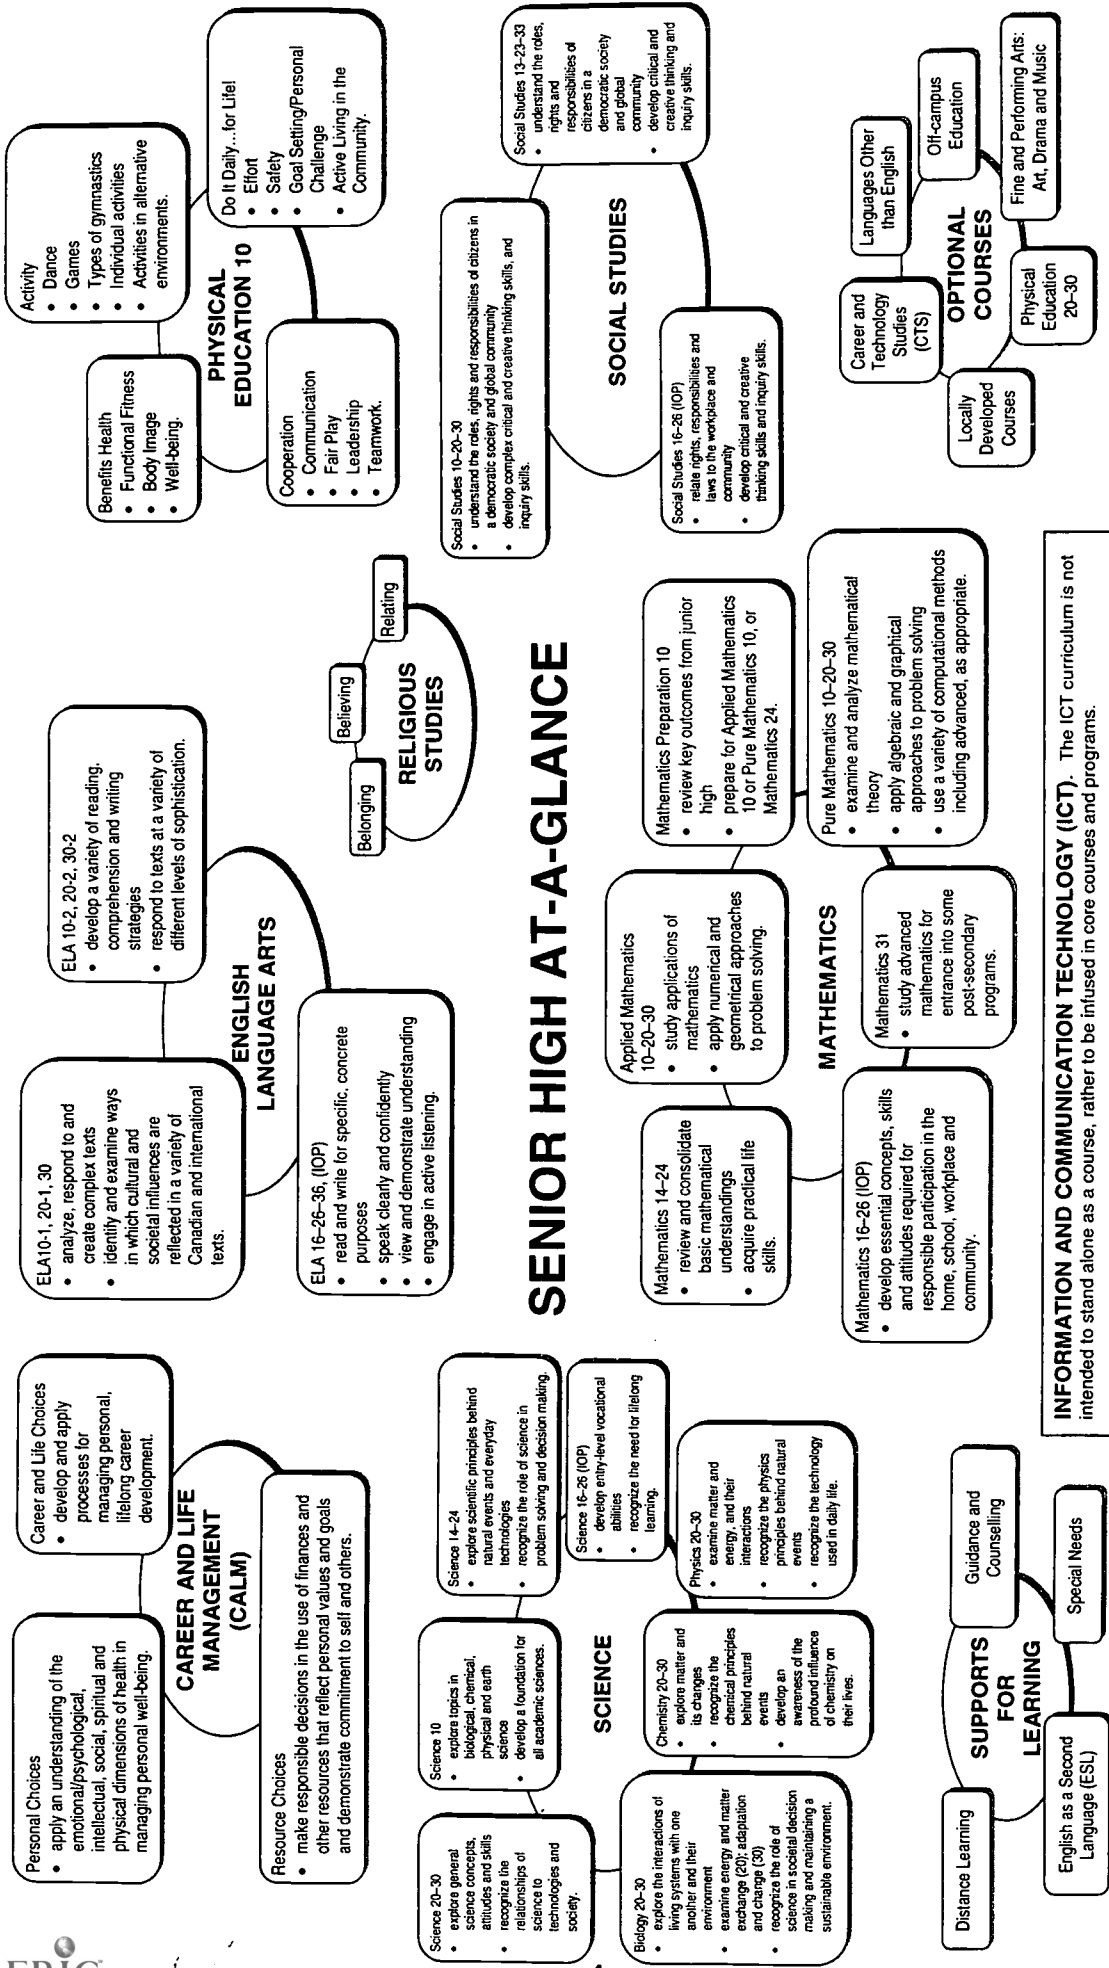 ERIC
SENIOR HIGH AT-A-GLANCE
Personal Choices
• apply an understanding of the
emotional/psychological,
intellectual, social, spiritual and
physical dimensions of health in
managing personal well-being.
Career and Life Choices
• develop and apply
processes for
managing personal,
lifelong career
development.
CAREER AND LIFE
MANAGEMENT
(CALM)
Resource Choices
• make responsible decisions in the use of finances and
other resources that reflect personal values and goals
and demonstrate commitment to self and others.
ELA10-1, 20-1, 30
• analyze, respond to and
create complex texts
• identify and examine ways
in which cultural and
societal influences are
reflected in a variety of
Canadian and international
texts.
ELA 10-2, 20-2, 30-2
• develop a variety of reading.
comprehension and writing
strategies
• respond to texts at a variety of
different levels of sophistication.
ENGLISH
LANGUAGE ARTS
ELA 16–26–36, (IOP)
• read and write for specific, concrete
purposes
• speak clearly and confidently
• view and demonstrate understanding
• engage in active listening.
Belonging
Believing
Relating
RELIGIOUS
STUDIES
Benefits Health
• Functional Fitness
• Body Image
• Well-being.
Activity
• Dance
• Games
• Types of gymnastics
• Individual activities
• Activities in alternative
environments.
PHYSICAL
EDUCATION 10
Cooperation
• Communication
• Fair Play
• Leadership
• Teamwork.
Do It Daily...for Life!
• Effort
• Safety
• Goal Setting/Personal
Challenge
• Active Living in the
Community.
Science 20–30
• explore general
science concepts,
attitudes and skills
• recognize the
relationships of
science to
technologies and
society.
Science 10
• explore topics in
biological, chemical,
physical and earth
science
• develop a foundation for
all academic sciences.
Science 14–24
• explore scientific principles behind
natural events and everyday
technologies
• recognize the role of science in
problem solving and decision making.
Science 16–26 (IOP)
• develop entry-level vocational
abilities
• recognize the need for lifelong
learning.
SCIENCE
Biology 20–30
• explore the interactions of
living systems with one
another and their
environment
• examine energy and matter
exchange (20); adaptation
and change (30)
• recognize the role of
science in societal decision
making and maintaining a
sustainable environment.
Chemistry 20–30
• explore matter and
its changes
• recognize the
chemical principles
behind natural
events
• develop an
awareness of the
profound influence
of chemistry on
their lives.
Physics 20–30
• examine matter and
energy, and their
interactions
• recognize the physics
principles behind natural
events
• recognize the technology
used in daily life.
Mathematics 14–24
• review and consolidate
basic mathematical
understandings
• acquire practical life
skills.
Applied Mathematics
10–20–30
• study applications of
mathematics
• apply numerical and
geometrical approaches
to problem solving.
Mathematics Preparation 10
• review key outcomes from junior
high
• prepare for Applied Mathematics
10 or Pure Mathematics 10, or
Mathematics 24.
MATHEMATICS
Mathematics 16–26 (IOP)
• develop essential concepts, skills
and attitudes required for
responsible participation in the
home, school, workplace and
community.
Mathematics 31
• study advanced
mathematics for
entrance into some
post-secondary
programs.
Pure Mathematics 10–20–30
• examine and analyze mathematical
theory
• apply algebraic and graphical
approaches to problem solving
• use a variety of computational methods
including advanced, as appropriate.
Social Studies 10–20–30
• understand the roles, rights and responsibilities of citizens in
a democratic society and global community
• develop complex critical and creative thinking skills, and
inquiry skills.
Social Studies 13–23–33
• understand the roles,
rights and
responsibilities of
citizens in a
democratic society
and global
community
• develop critical and
creative thinking and
inquiry skills.
SOCIAL STUDIES
Social Studies 16–26 (IOP)
• relate rights, responsibilities and
laws to the workplace and
community
• develop critical and creative
thinking skills and inquiry skills.
Distance Learning
Guidance and
Counselling
SUPPORTS
FOR
LEARNING
English as a Second
Language (ESL)
Special Needs
Career and
Technology
Studies
(CTS)
Languages Other
than English
Off-campus
Education
OPTIONAL
COURSES
Locally
Developed
Courses
Physical
Education
20–30
Fine and Performing Arts:
Art, Drama and Music
INFORMATION AND COMMUNICATION TECHNOLOGY (ICT). The ICT curriculum is not
intended to stand alone as a course, rather to be infused in core courses and programs.